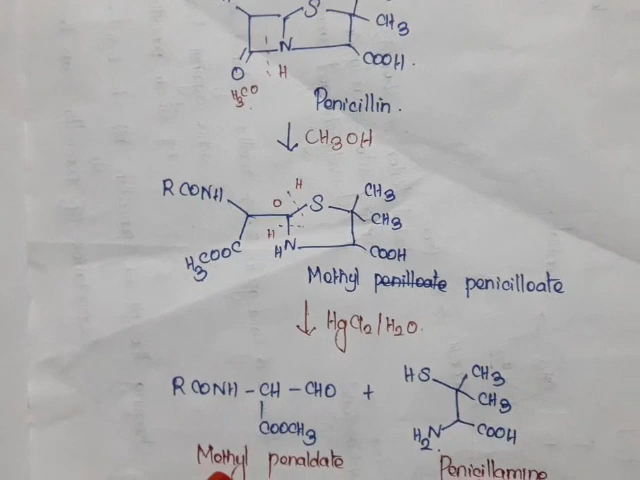 S
CH3
N
COOH.
O
H
H3CO
Penicillin.
CH3OH
RCONH
H
O
S
CH3
CH3
H
HN
H3COOC
COOH
Methyl penilloate penicilloate
HgCl2/H2O.
RCONH - CH - CHO + HS CH3
CH3
COOCH3
H2N COOH
Methyl penaldate Penicillamine